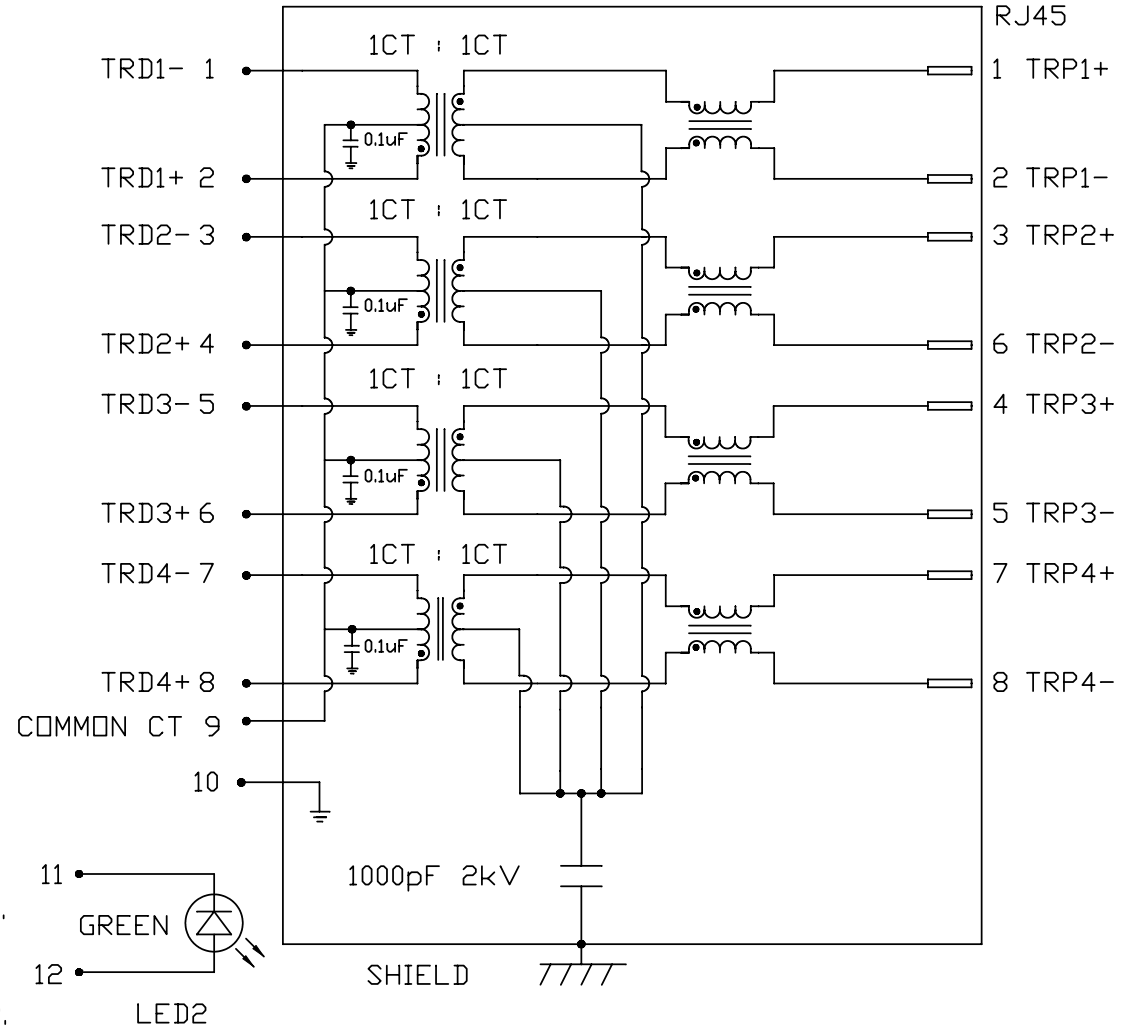 RJ45
1CT : 1CT
TRD1- 1
1 TRP1+
0.1uF
TRD1+ 2
2 TRP1-
1CT : 1CT
TRD2- 3
3 TRP2+
0.1uF
TRD2+ 4
6 TRP2-
1CT : 1CT
TRD3- 5
4 TRP3+
0.1uF
TRD3+ 6
5 TRP3-
1CT : 1CT
TRD4- 7
7 TRP4+
0.1uF
TRD4+ 8
8 TRP4-
COMMON CT 9
10
11
1000pF 2kV
GREEN
12
SHIELD
LED2